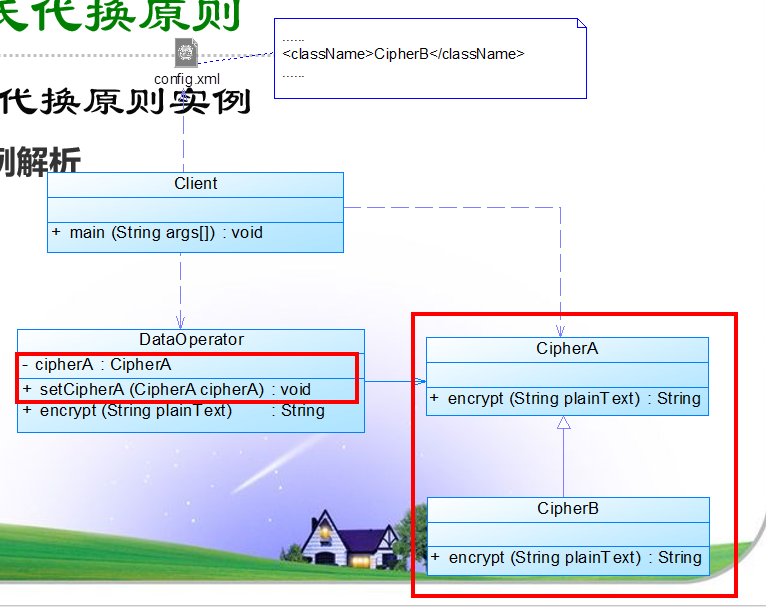 氏代换原则
......
<className>CipherB</className>
......
config.xml
代换原则实例
例解析
Client
+ main (String args[]) : void
DataOperator
- cipherA : CipherA
+ setCipherA (CipherA cipherA) : void
+ encrypt (String plainText) : String
CipherA
+ encrypt (String plainText) : String
CipherB
+ encrypt (String plainText) : String